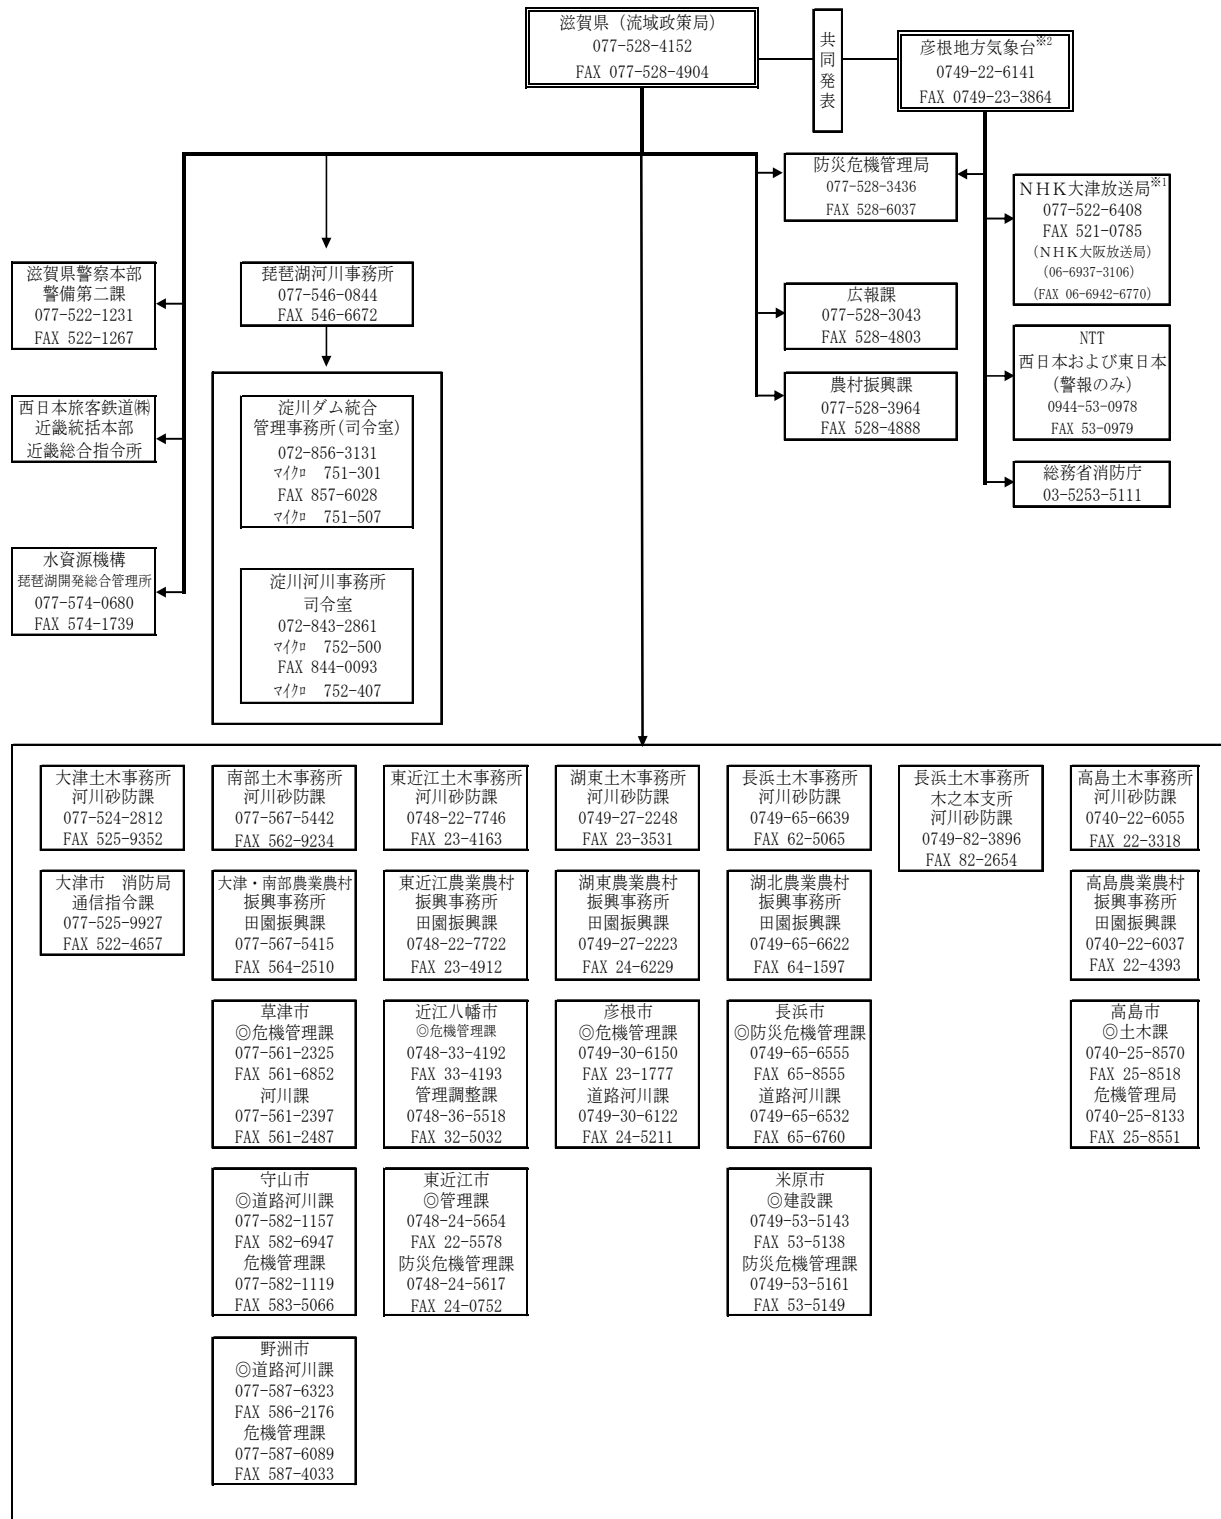 滋賀県（流域政策局）
077-528-4152
FAX 077-528-4904
共同発表
彦根地方気象台※2
0749-22-6141
FAX 0749-23-3864
防災危機管理局
077-528-3436
FAX 528-6037
NHK大津放送局※1
077-522-6408
FAX 521-0785
(NHK大阪放送局)
(06-6937-3106)
(FAX 06-6942-6770)
滋賀県警察本部
警備第二課
077-522-1231
FAX 522-1267
琵琶湖河川事務所
077-546-0844
FAX 546-6672
広報課
077-528-3043
FAX 528-4803
NTT
西日本および東日本
(警報のみ)
0944-53-0978
FAX 53-0979
西日本旅客鉄道㈱
近畿統括本部
近畿総合指令所
淀川ダム統合
管理事務所(司令室)
072-856-3131
ﾏｲｸﾛ 751-301
FAX 857-6028
ﾏｲｸﾛ 751-507
農村振興課
077-528-3964
FAX 528-4888
総務省消防庁
03-5253-5111
水資源機構
琵琶湖開発総合管理所
077-574-0680
FAX 574-1739
淀川河川事務所
司令室
072-843-2861
ﾏｲｸﾛ 752-500
FAX 844-0093
ﾏｲｸﾛ 752-407
大津土木事務所
河川砂防課
077-524-2812
FAX 525-9352
南部土木事務所
河川砂防課
077-567-5442
FAX 562-9234
東近江土木事務所
河川砂防課
0748-22-7746
FAX 23-4163
湖東土木事務所
河川砂防課
0749-27-2248
FAX 23-3531
長浜土木事務所
河川砂防課
0749-65-6639
FAX 62-5065
長浜土木事務所
木之本支所
河川砂防課
0749-82-3896
FAX 82-2654
高島土木事務所
河川砂防課
0740-22-6055
FAX 22-3318
大津市 消防局
通信指令課
077-525-9927
FAX 522-4657
大津・南部農業農村
振興事務所
田園振興課
077-567-5415
FAX 564-2510
東近江農業農村
振興事務所
田園振興課
0748-22-7722
FAX 23-4912
湖東農業農村
振興事務所
田園振興課
0749-27-2223
FAX 24-6229
湖北農業農村
振興事務所
田園振興課
0749-65-6622
FAX 64-1597
高島農業農村
振興事務所
田園振興課
0740-22-6037
FAX 22-4393
草津市
◎危機管理課
077-561-2325
FAX 561-6852
河川課
077-561-2397
FAX 561-2487
近江八幡市
◎危機管理課
0748-33-4192
FAX 33-4193
管理調整課
0748-36-5518
FAX 32-5032
彦根市
◎危機管理課
0749-30-6150
FAX 23-1777
道路河川課
0749-30-6122
FAX 24-5211
長浜市
◎防災危機管理課
0749-65-6555
FAX 65-8555
道路河川課
0749-65-6532
FAX 65-6760
高島市
◎土木課
0740-25-8570
FAX 25-8518
危機管理局
0740-25-8133
FAX 25-8551
守山市
◎道路河川課
077-582-1157
FAX 582-6947
危機管理課
077-582-1119
FAX 583-5066
東近江市
◎管理課
0748-24-5654
FAX 22-5578
防災危機管理課
0748-24-5617
FAX 24-0752
米原市
◎建設課
0749-53-5143
FAX 53-5138
防災危機管理課
0749-53-5161
FAX 53-5149
野洲市
◎道路河川課
077-587-6323
FAX 586-2176
危機管理課
077-587-6089
FAX 587-4033